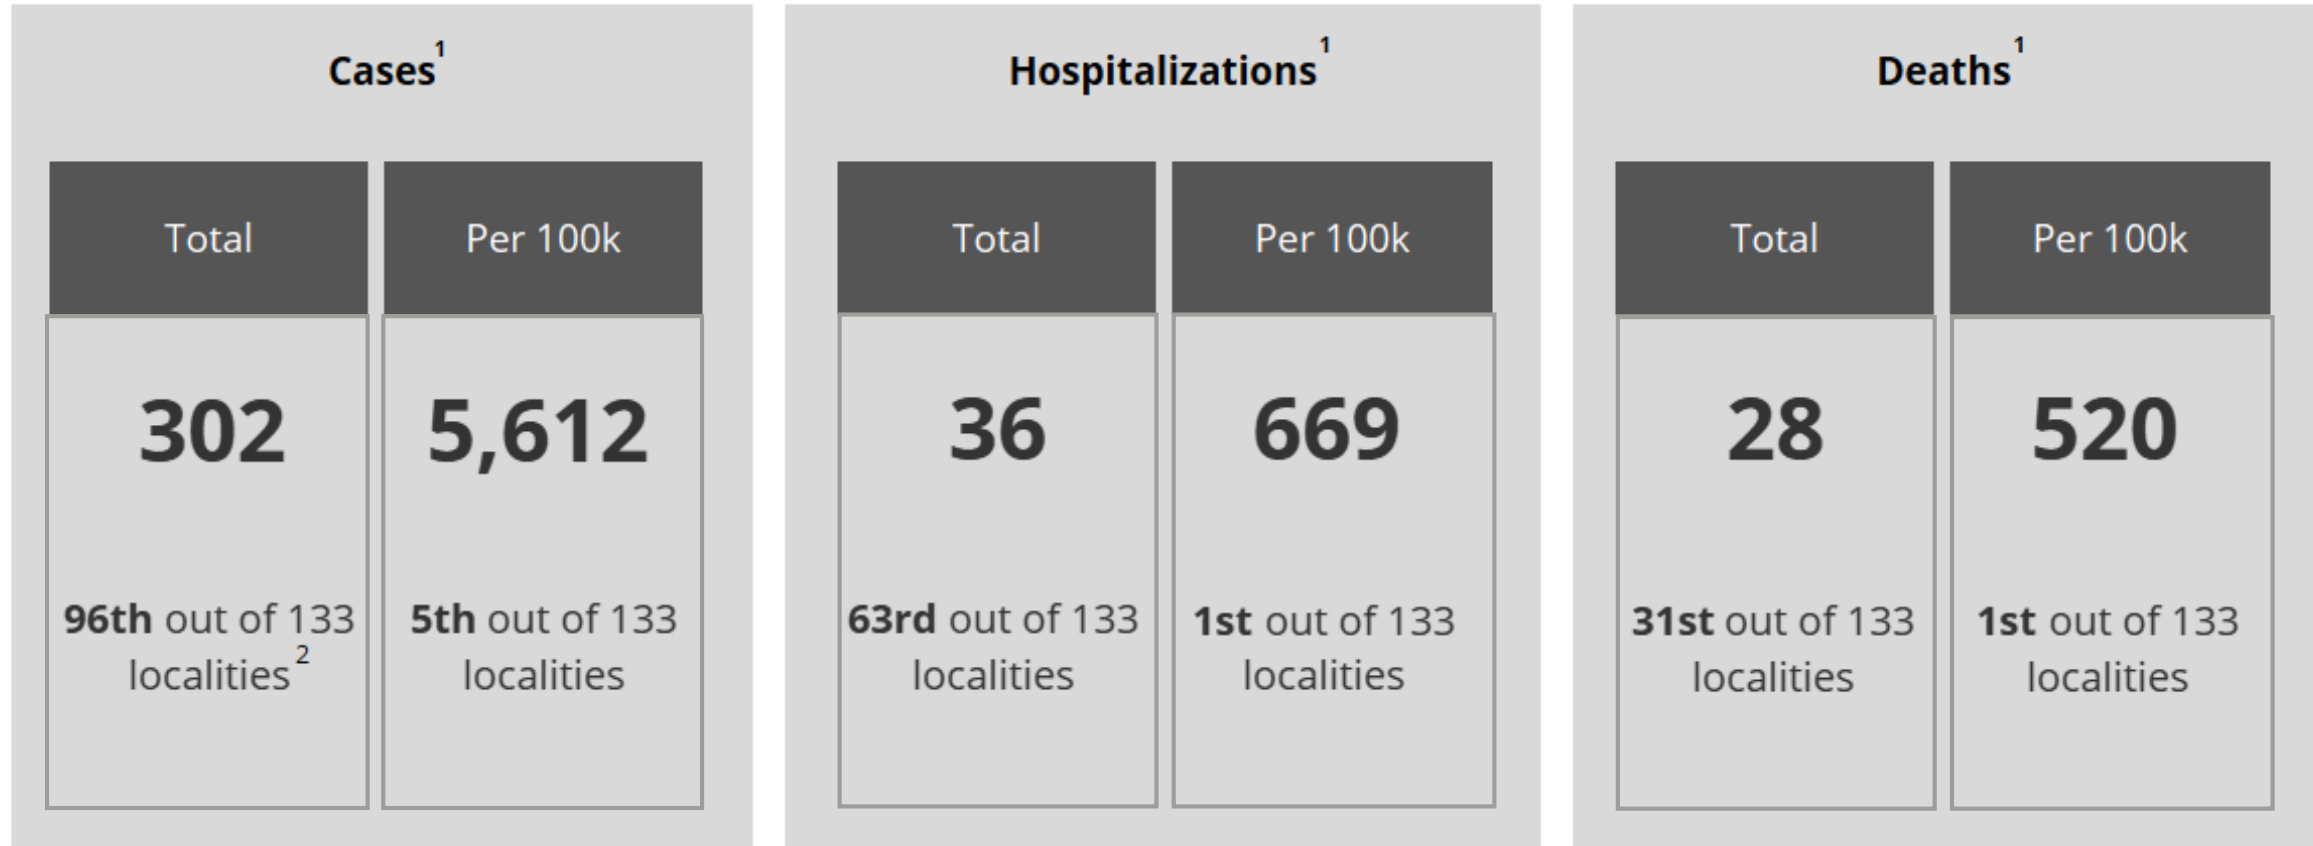 Cases¹
Total
Per 100k
302
5,612
96th out of 133
localities²
5th out of 133
localities
Hospitalizations¹
Total
Per 100k
36
669
63rd out of 133
localities
1st out of 133
localities
Deaths¹
Total
Per 100k
28
520
31st out of 133
localities
1st out of 133
localities